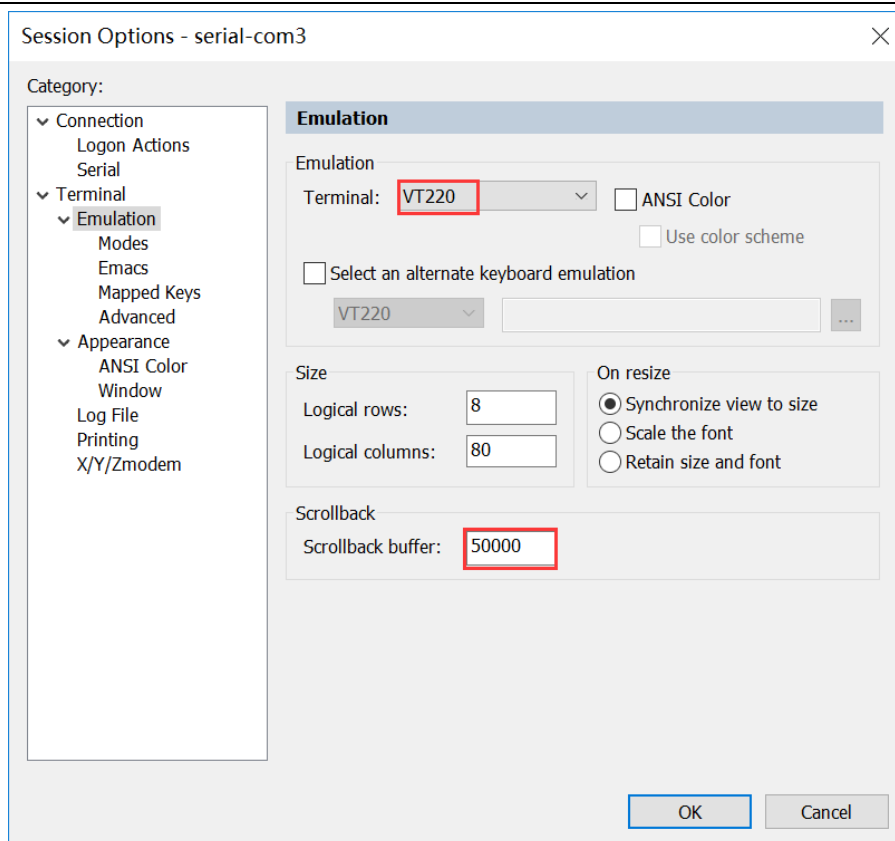 Session Options - serial-com3
Category:
Connection
Logon Actions
Serial
Terminal
Emulation
Modes
Emacs
Mapped Keys
Advanced
Appearance
ANSI Color
Window
Log File
Printing
X/Y/Zmodem
Emulation
Emulation
Terminal: VT220 ANSI Color
Use color scheme
Select an alternate keyboard emulation
VT220 ...
Size
Logical rows: 8
Logical columns: 80
On resize
Synchronize view to size
Scale the font
Retain size and font
Scrollback
Scrollback buffer: 50000
OK Cancel